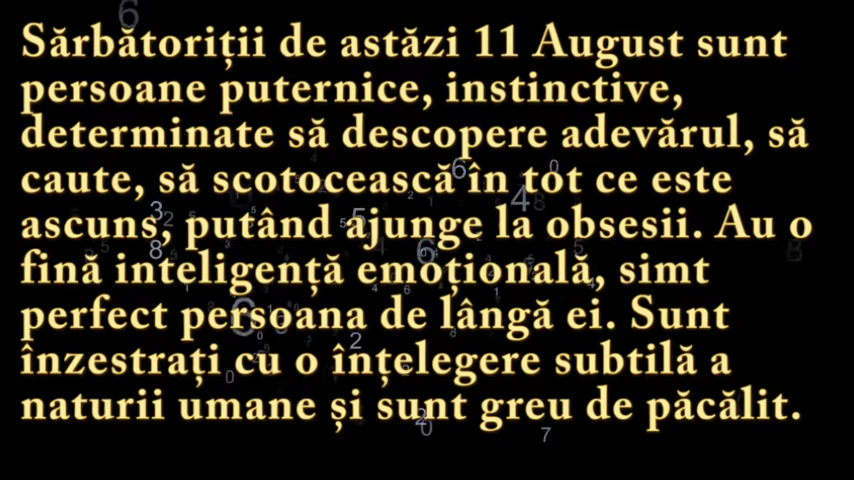 Sărbătoriții de astăzi 11 August sunt
persoane puternice, instinctive,
determinate să descopere adevărul, să
caute, să scotocească în tot ce este
ascuns, putând ajunge la obsesii. Au o
fină inteligență emoțională, simt
perfect persoana de lângă ei. Sunt
înzestrați cu o înțelegere subtilă a
naturii umane și sunt greu de păcălit.